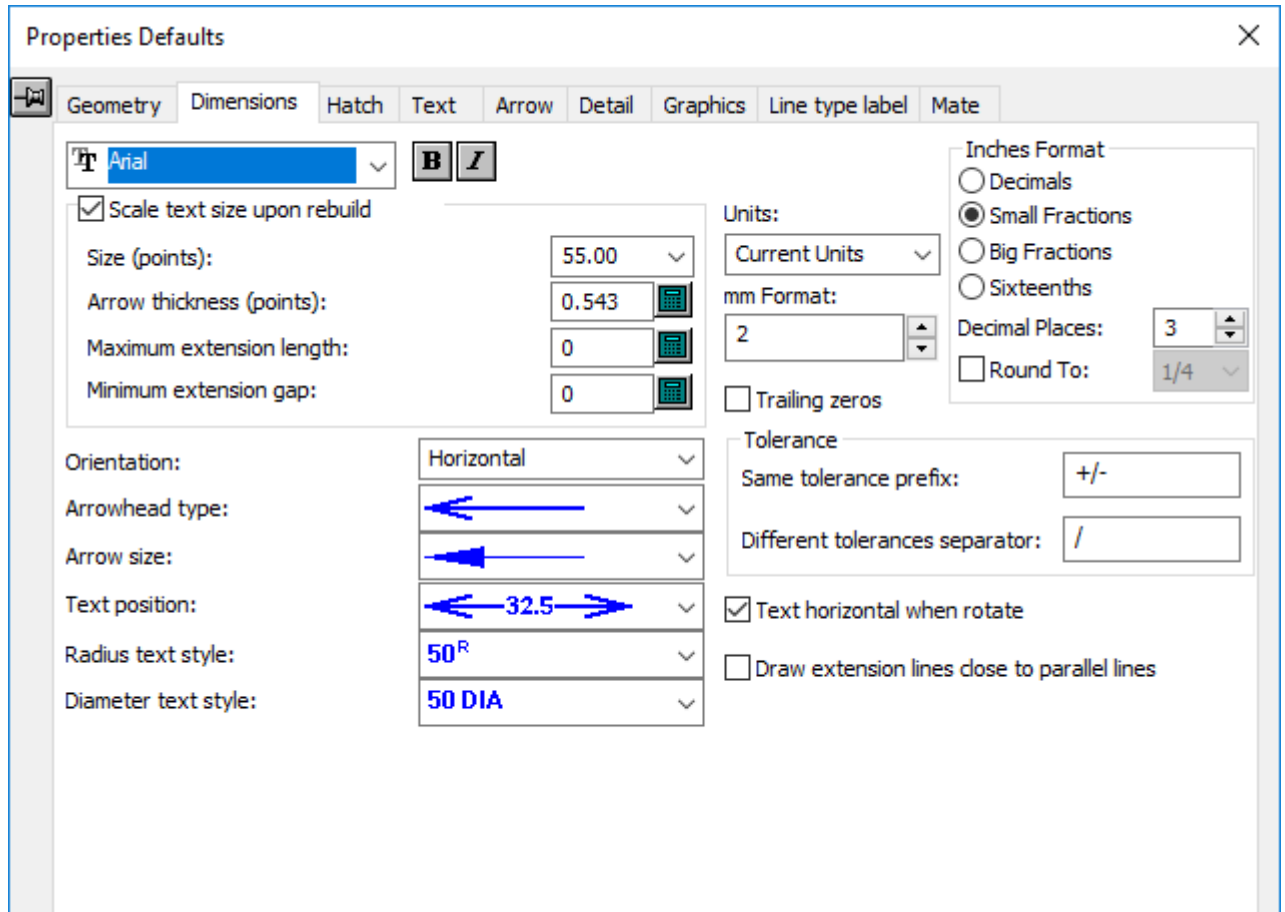 Properties Defaults
Geometry Dimensions Hatch Text Arrow Detail Graphics Line type label Mate
Arial B I
Scale text size upon rebuild
Size (points): 55.00
Arrow thickness (points): 0.543
Maximum extension length: 0
Minimum extension gap: 0
Orientation: Horizontal
Arrowhead type:
Arrow size:
Text position: 32.5
Radius text style: 50R
Diameter text style: 50 DIA
Units:
Current Units
mm Format:
2
Trailing zeros
Inches Format
Decimals
Small Fractions
Big Fractions
Sixteenths
Decimal Places: 3
Round To: 1/4
Tolerance
Same tolerance prefix: +/-
Different tolerances separator: /
Text horizontal when rotate
Draw extension lines close to parallel lines